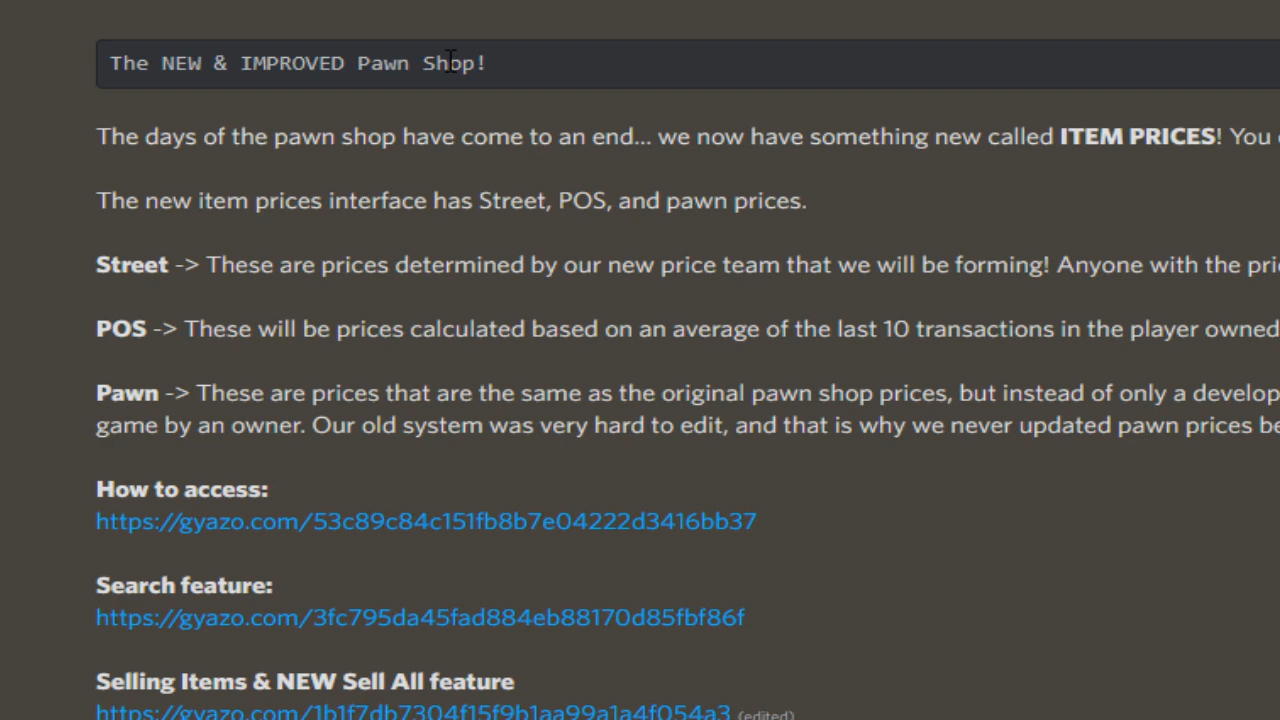 The NEW & IMPROVED Pawn Shop!
The days of the pawn shop have come to an end... we now have something new called ITEM PRICES! You
The new item prices interface has Street, POS, and pawn prices.
Street -> These are prices determined by our new price team that we will be forming! Anyone with the
POS -> These will be prices calculated based on an average of the last 10 transactions in the player owned
Pawn -> These are prices that are the same as the original pawn shop prices, but instead of only a
game by an owner. Our old system was very hard to edit, and that is why we never updated pawn prices
How to access:
https://gyazo.com/53c89c84c151fb8b7e04222d3416bb37
Search feature:
https://gyazo.com/3fc795da45fad884eb88170d85fbf86f
Selling Items & NEW Sell All feature
https://gyazo.com/1b1f7db7304f15f9b1aa99a1a4f054a3 (edited)